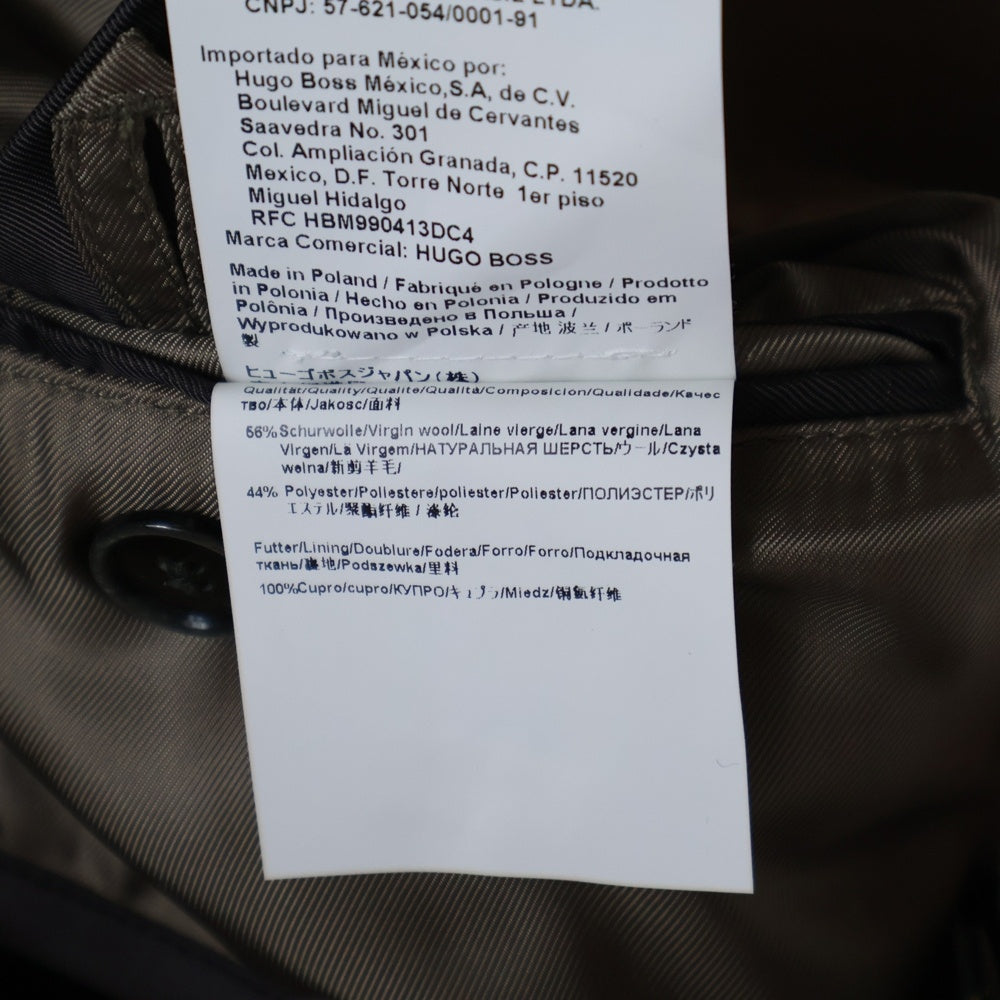 LTDA.
CNPJ: 57-621-054/0001-91
Importado para México por:
Hugo Boss México,S.A, de C.V.
Boulevard Miguel de Cervantes
Saavedra No. 301
Col. Ampliación Granada, C.P. 11520
Mexico, D.F. Torre Norte 1er piso
Miguel Hidalgo
RFC HBM990413DC4
Marca Comercial: HUGO BOSS
Made in Poland / Fabriqué en Pologne / Prodotto
in Polonia / Hecho en Polonia / Produzido em
Polônia / Произведено в Польша /
Wyprodukowano w Polska / 产地 波兰 / ポーランド
製
ヒューゴボスジャパン(株)
Qualität/Quality/Qualité/Qualità/Composición/Qualidade/Качес
тво/本体/Jakosc/面料
56% Schurwolle/Virgin wool/Laine vierge/Lana vergine/Lana
Virgen/La Virgem/НАТУРАЛЬНАЯ ШЕРСТЬ/ウール/Czysta
welna/新剪羊毛/
44% Polyester/Poliestere/poliester/Poliester/ПОЛИЭСТЕР/ポリ
エステル/聚酯纤维 / 涤纶
Futter/Lining/Doublure/Fodera/Forro/Forro/Подкладочная
ткань/裏地/Podszewka/里料
100%Cupro/cupro/КУПРО/キュプラ/Miedz/铜氨纤维